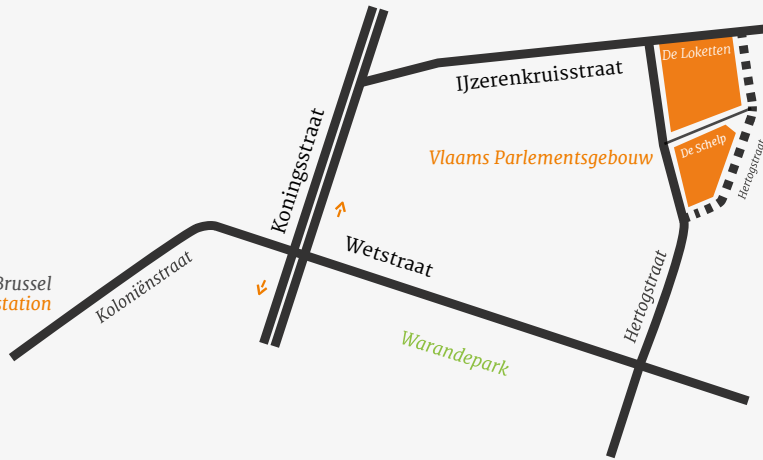 De Loketten
IJzerenkruisstraat
Koningsstraat
De Schelp
Vlaams Parlementsgebouw
Hertogstraat
Wetstraat
Koloniënstraat
Hertogstraat
Brussel
station
Warandepark